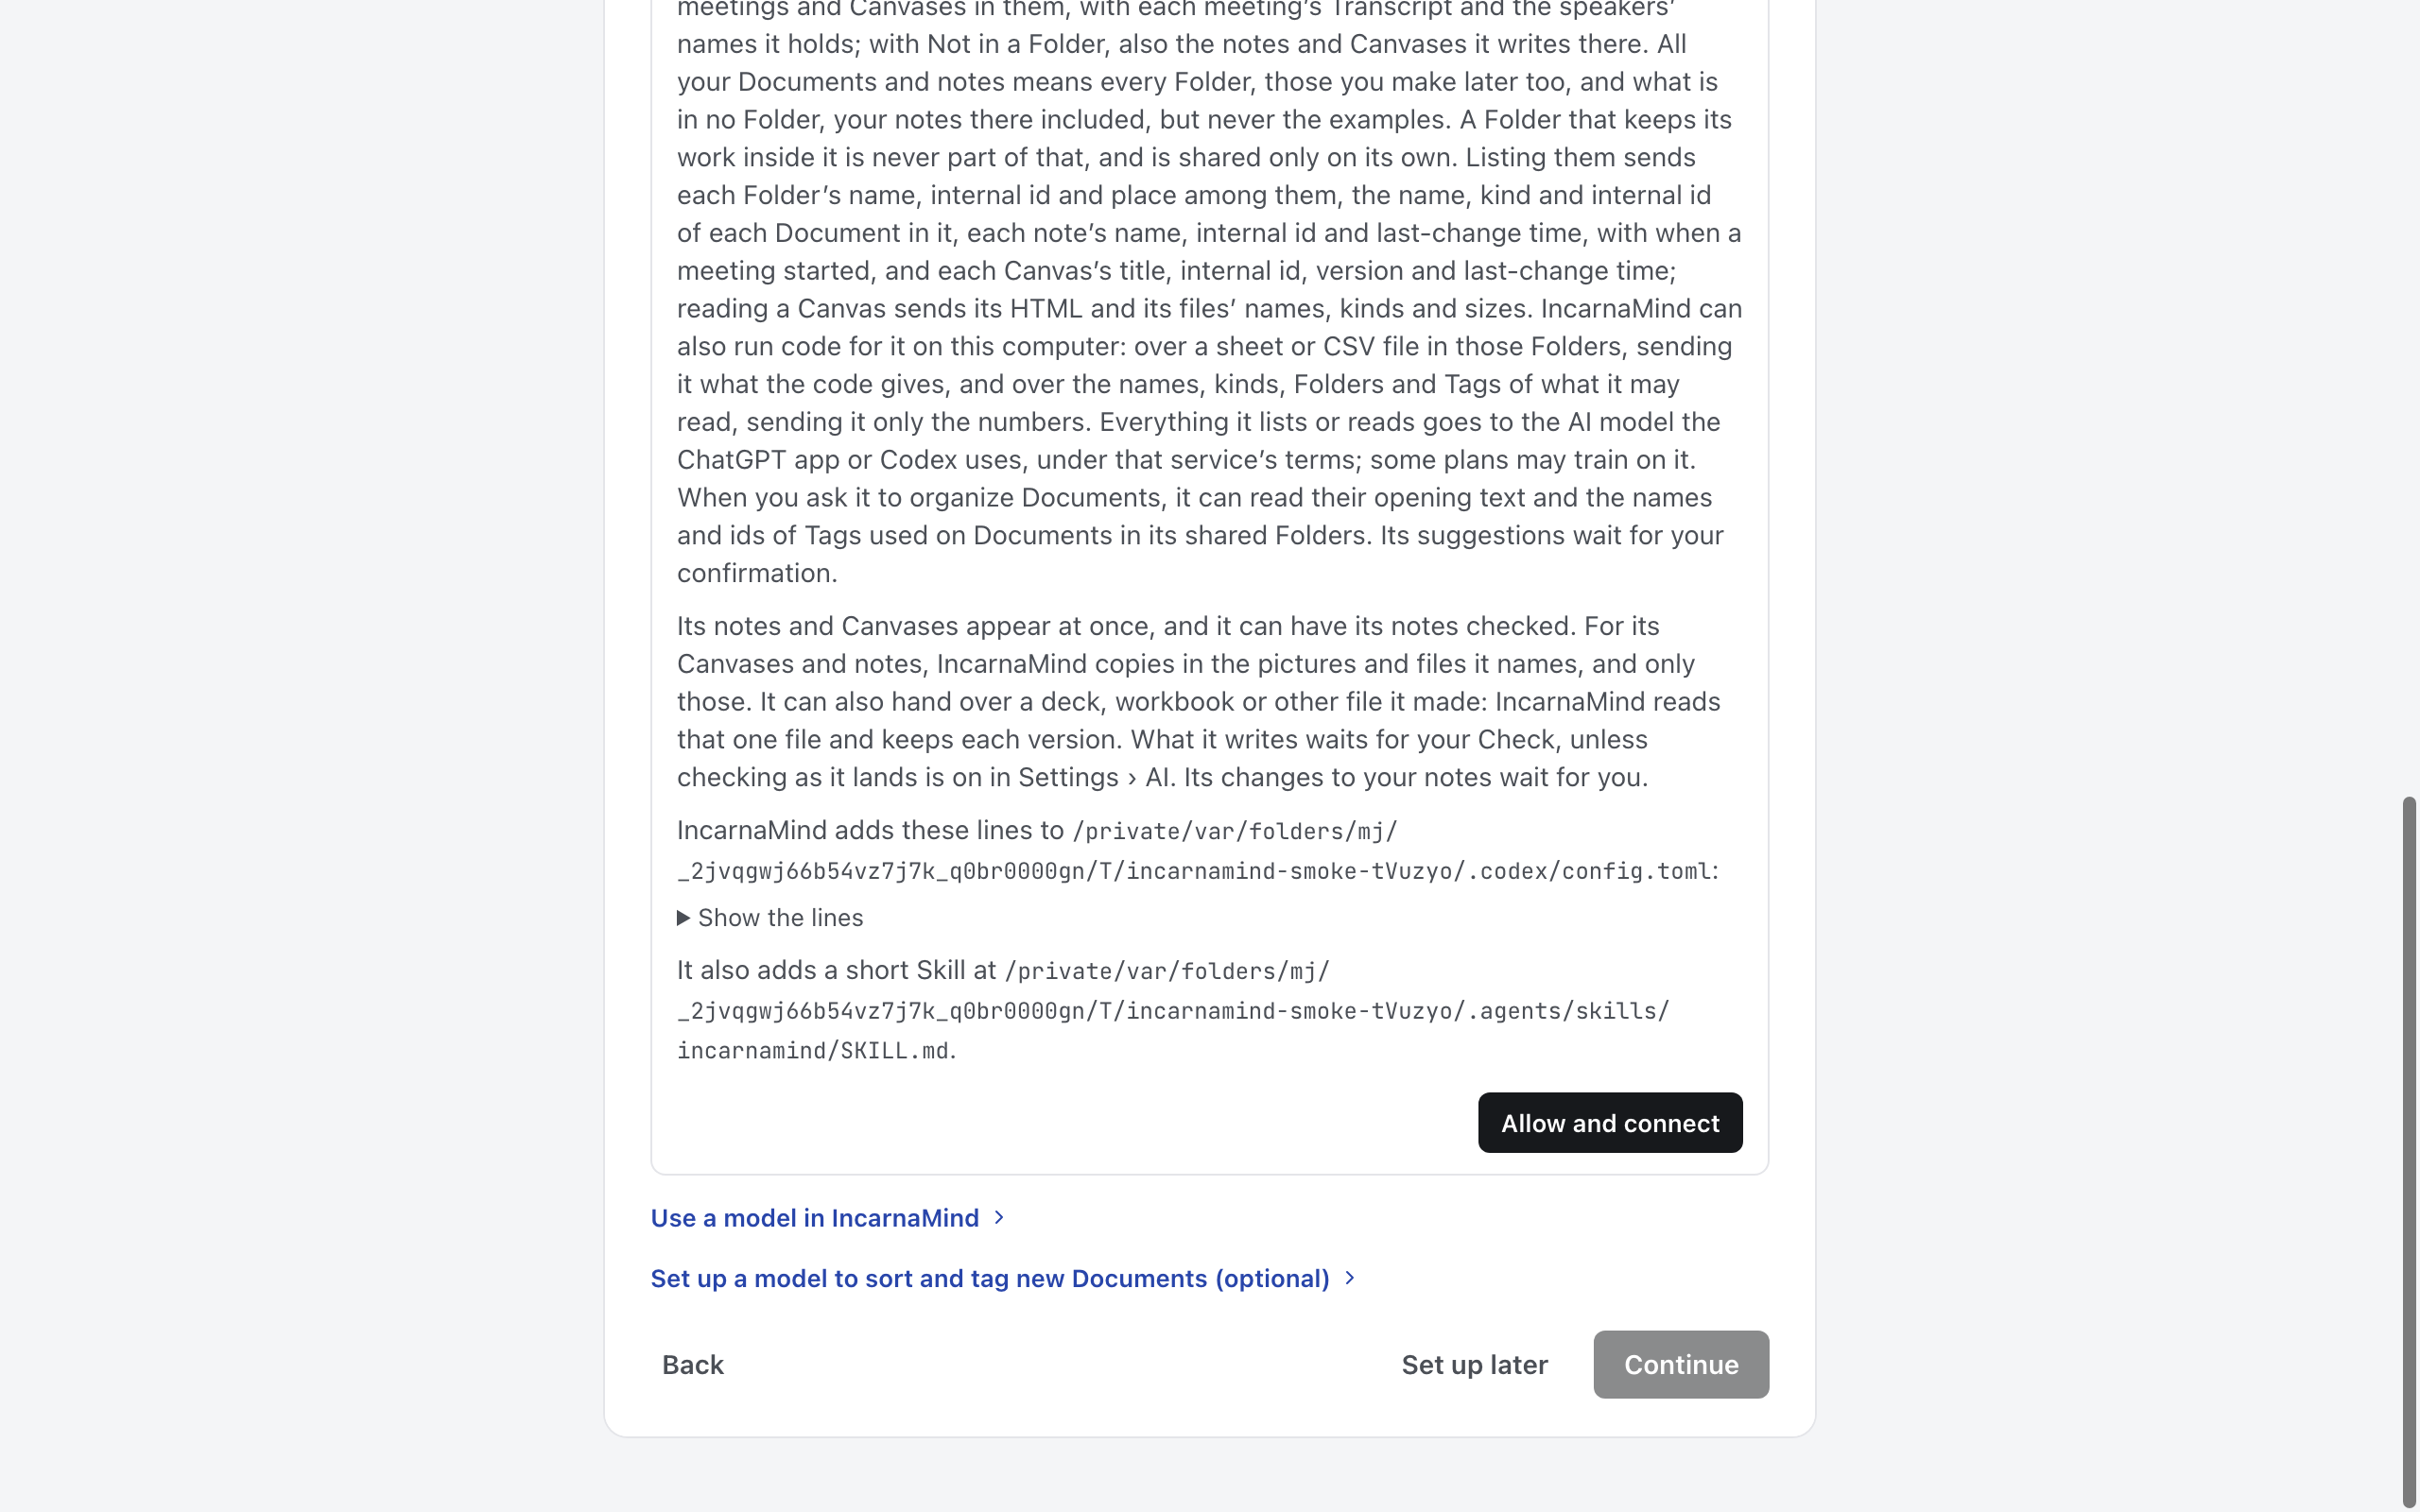 meetings and Canvases in them, with each meeting’s Transcript and the speakers’
names it holds; with Not in a Folder, also the notes and Canvases it writes there. All
your Documents and notes means every Folder, those you make later too, and what is
in no Folder, your notes there included, but never the examples. A Folder that keeps its
work inside it is never part of that, and is shared only on its own. Listing them sends
each Folder’s name, internal id and place among them, the name, kind and internal id
of each Document in it, each note’s name, internal id and last-change time, with when a
meeting started, and each Canvas’s title, internal id, version and last-change time;
reading a Canvas sends its HTML and its files’ names, kinds and sizes. IncarnaMind can
also run code for it on this computer: over a sheet or CSV file in those Folders, sending
it what the code gives, and over the names, kinds, Folders and Tags of what it may
read, sending it only the numbers. Everything it lists or reads goes to the AI model the
ChatGPT app or Codex uses, under that service’s terms; some plans may train on it.
When you ask it to organize Documents, it can read their opening text and the names
and ids of Tags used on Documents in its shared Folders. Its suggestions wait for your
confirmation.
Its notes and Canvases appear at once, and it can have its notes checked. For its
Canvases and notes, IncarnaMind copies in the pictures and files it names, and only
those. It can also hand over a deck, workbook or other file it made: IncarnaMind reads
that one file and keeps each version. What it writes waits for your Check, unless
checking as it lands is on in Settings › AI. Its changes to your notes wait for you.
IncarnaMind adds these lines to /private/var/folders/mj/
_2jvqgwj66b54vz7j7k_q0br0000gn/T/incarnamind-smoke-tVuzyo/.codex/config.toml:
Show the lines
It also adds a short Skill at /private/var/folders/mj/
_2jvqgwj66b54vz7j7k_q0br0000gn/T/incarnamind-smoke-tVuzyo/.agents/skills/
incarnamind/SKILL.md.
Allow and connect
Use a model in IncarnaMind
Set up a model to sort and tag new Documents (optional)
Back
Set up later
Continue